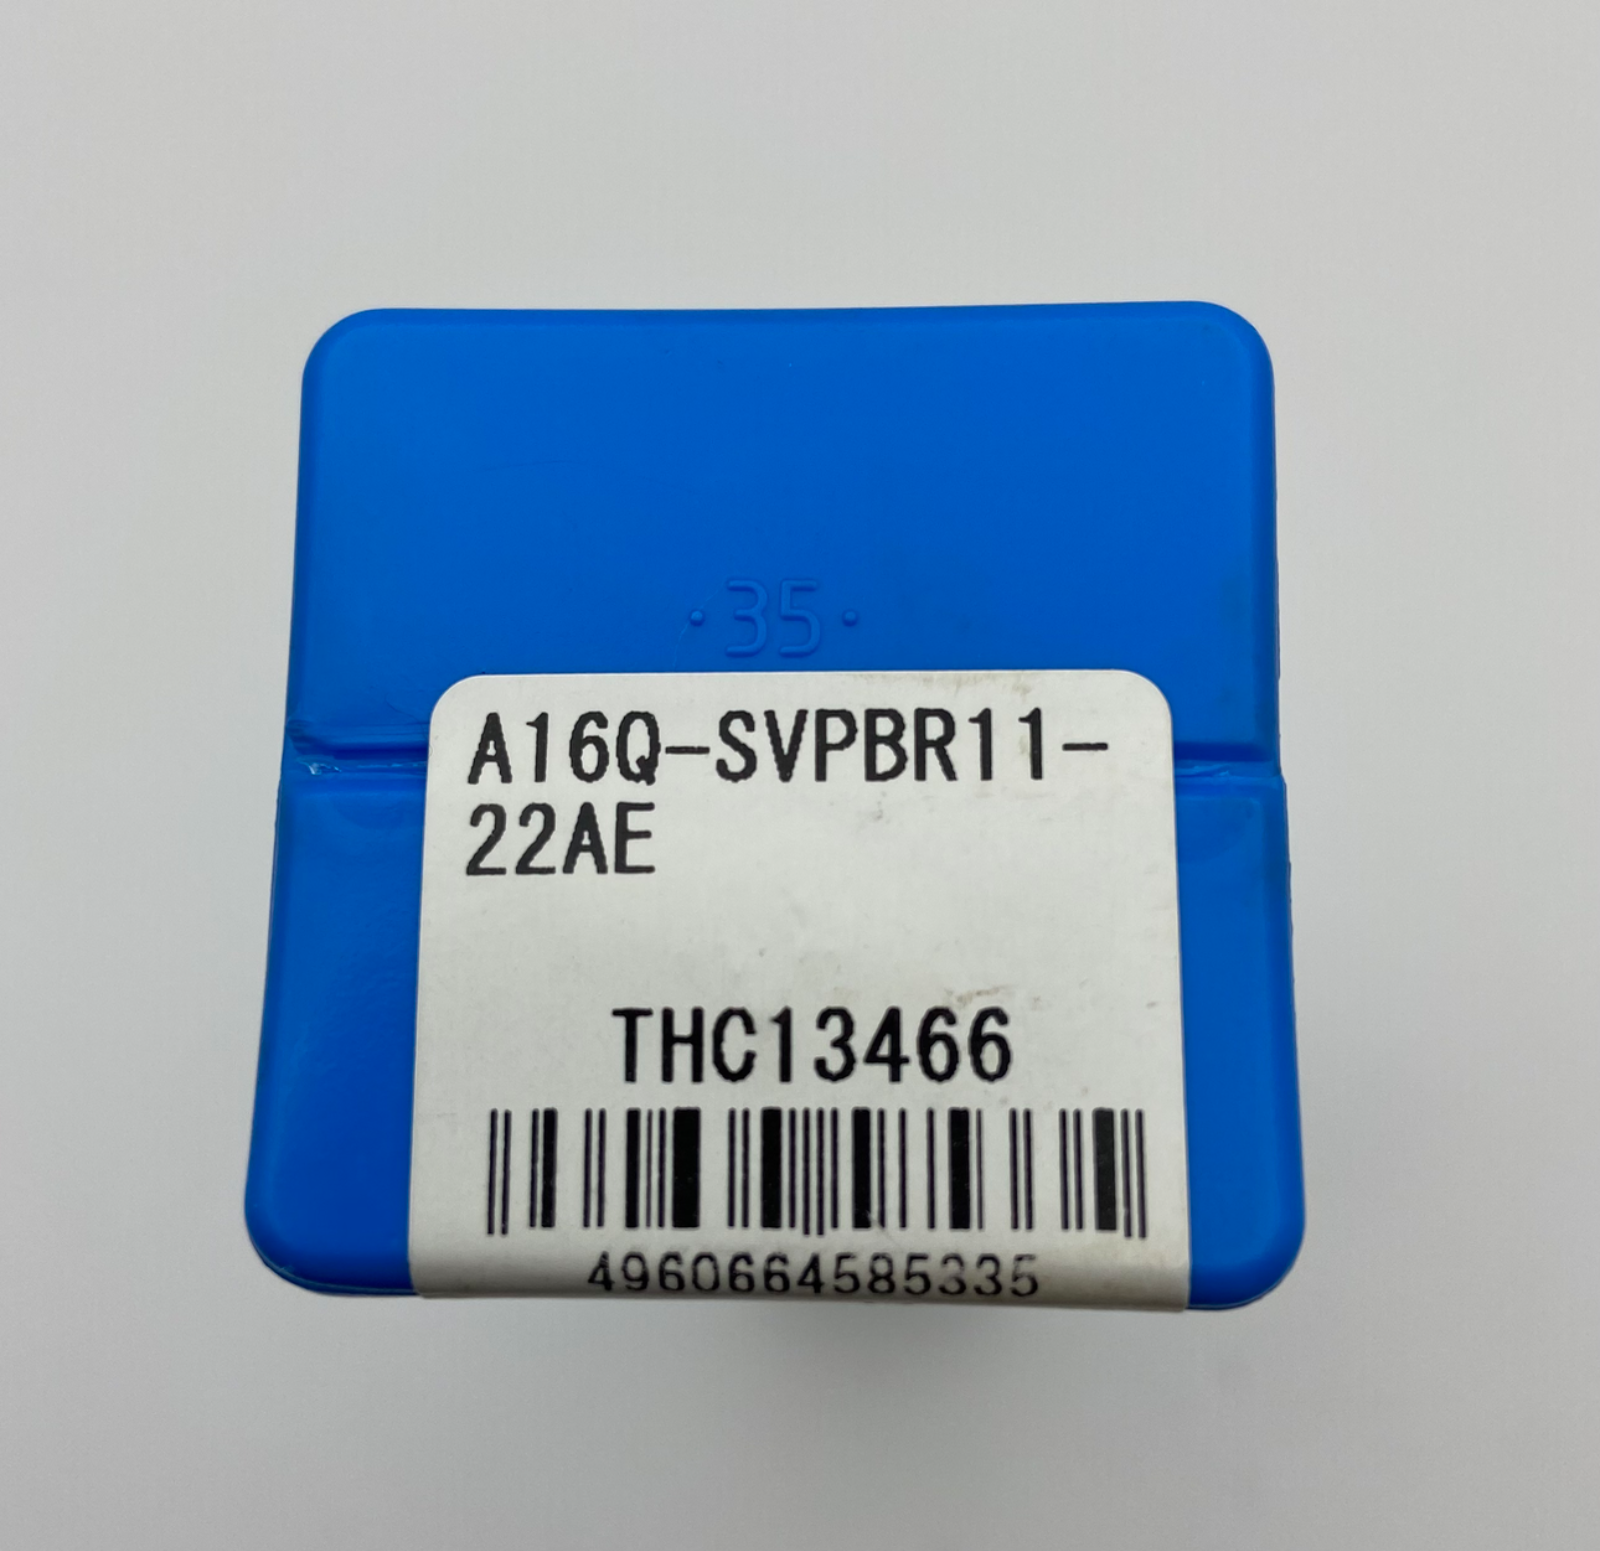 ·35·
A16Q-SVPBR11-
22AE
THC13466
4960664585335